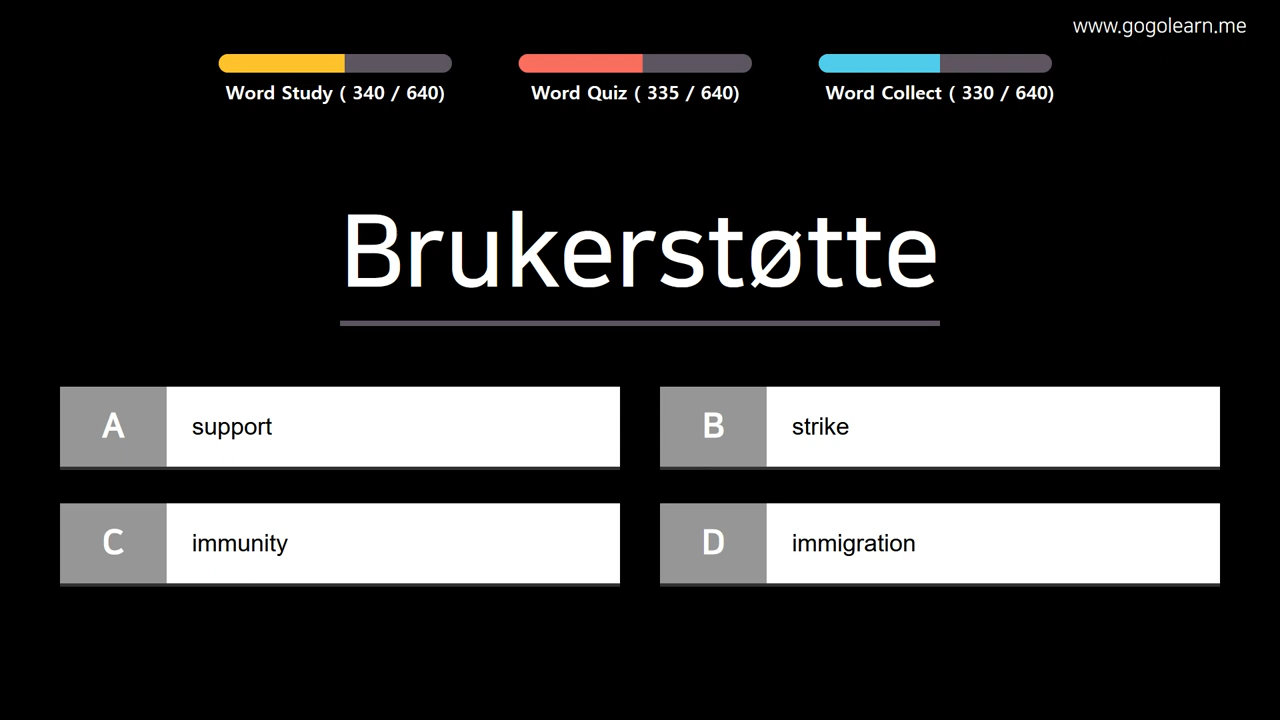 www.gogolearn.me
Word Study ( 340 / 640)
Word Quiz ( 335 / 640)
Word Collect ( 330 / 640)
Brukerstøtte
A support
B strike
C immunity
D immigration